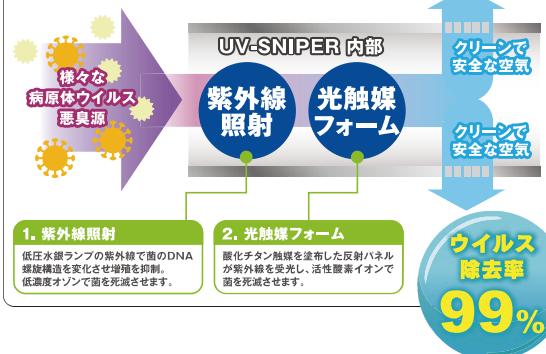 UV-SNIPER 内部
様々な
病原体ウイルス
悪臭源
紫外線
照射
光触媒
フォーム
クリーンで
安全な空気
クリーンで
安全な空気
1. 紫外線照射
低圧水銀ランプの紫外線で菌のDNA
螺旋構造を変化させ増殖を抑制。
低濃度オゾンで菌を死滅させます。
2. 光触媒フォーム
酸化チタン触媒を塗布した反射パネル
が紫外線を受光し、活性酸素イオンで
菌を死滅させます。
ウイルス
除去率
99%